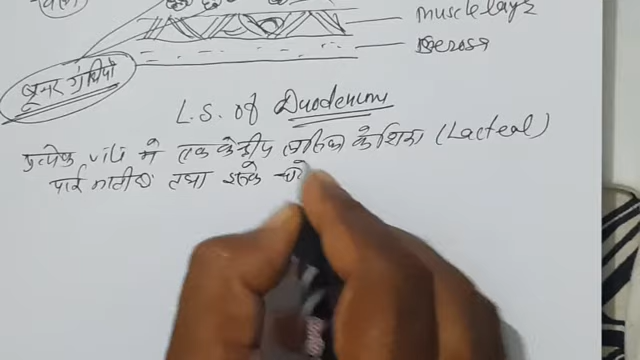 muscle layer
serosa
ब्रूनर ग्रंथियाँ
L.S. of Duodenum
प्रत्येक villi में एक केंद्रीय लसिका केशिका (Lacteal)
पाई जाती है तथा इसके चारो